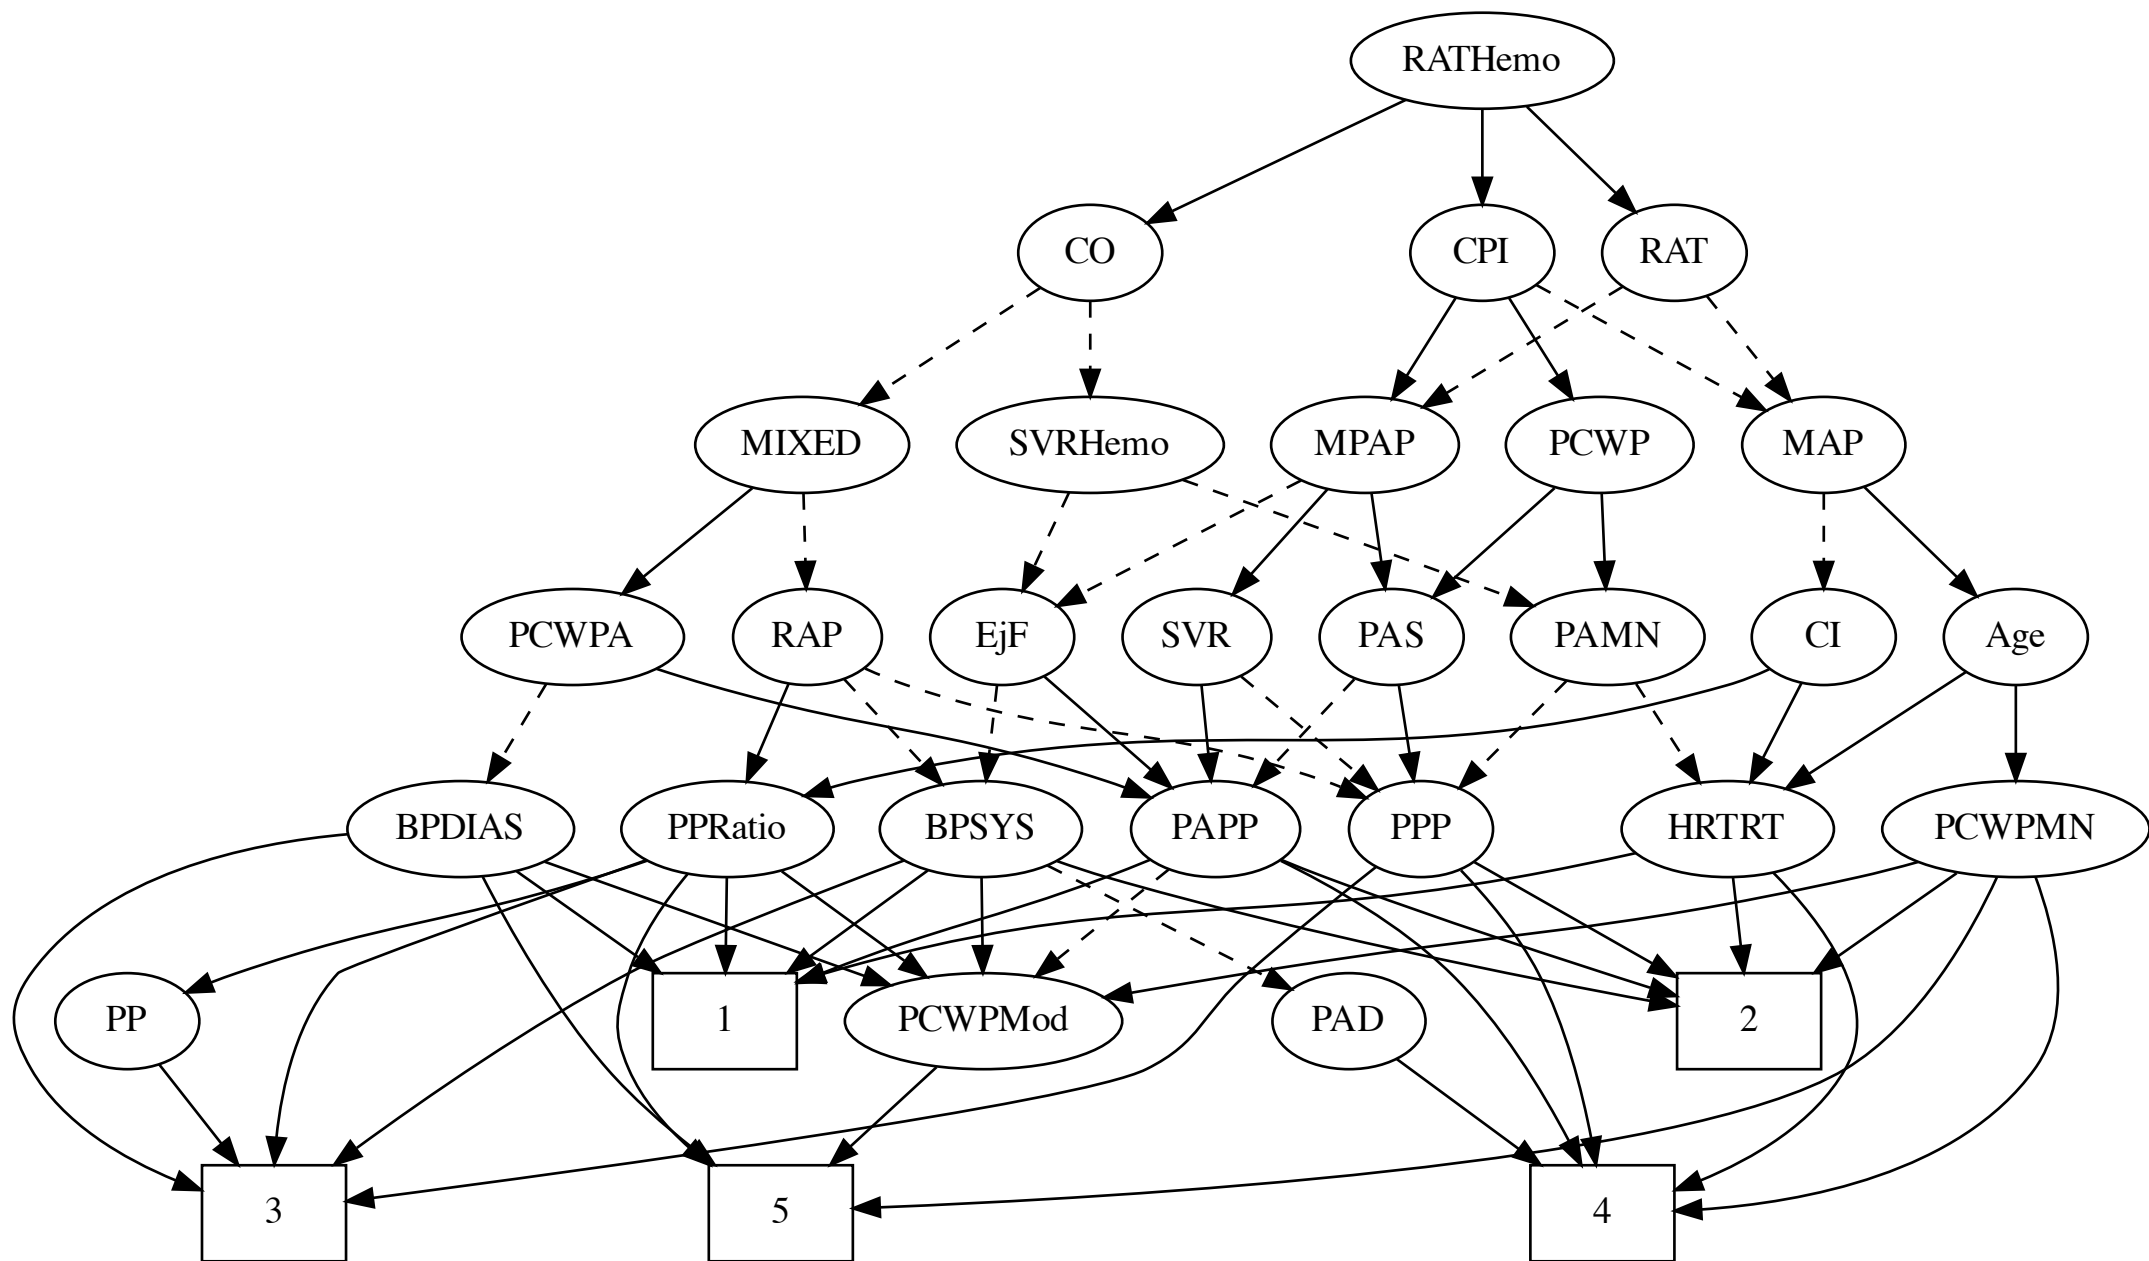 RATHemo
CO
CPI
RAT
MIXED
SVRHemo
MPAP
PCWP
MAP
PCWPA
RAP
EjF
SVR
PAS
PAMN
CI
Age
BPDIAS
PPRatio
BPSYS
PAPP
PPP
HRTRT
PCWPMN
PP
1
PCWPMod
PAD
2
3
5
4